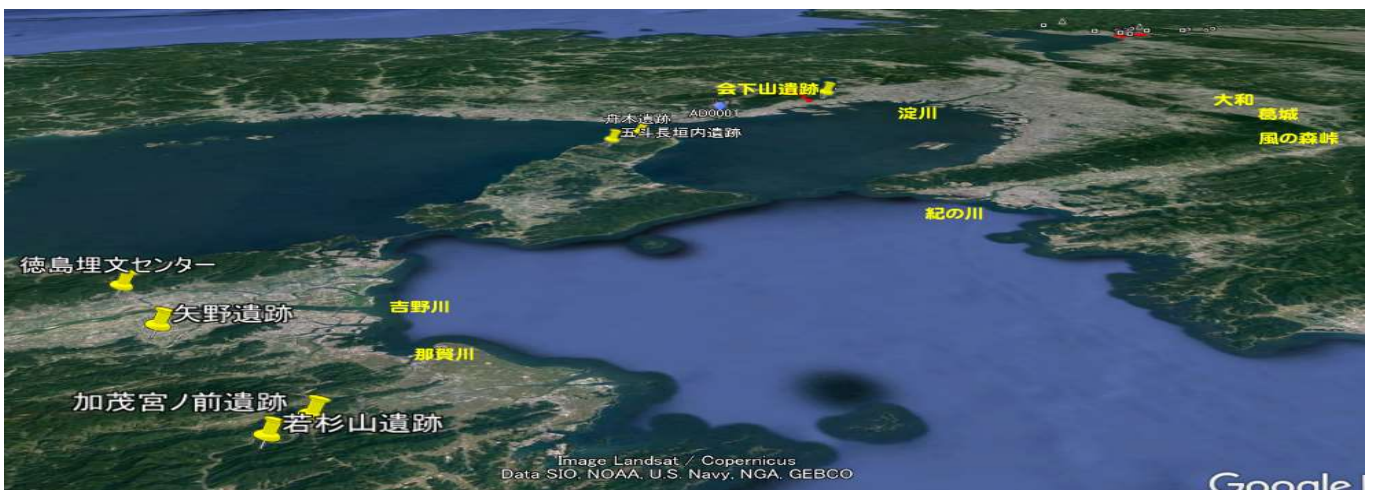 会下山遺跡
AD0001
舟木遺跡
五斗長垣内遺跡
淀川
大和
葛城
風の森峠
紀の川
徳島埋文センター
矢野遺跡
吉野川
那賀川
加茂宮ノ前遺跡
若杉山遺跡
Image Landsat / Copernicus
Data SIO, NOAA, U.S. Navy, NGA, GEBCO
Google